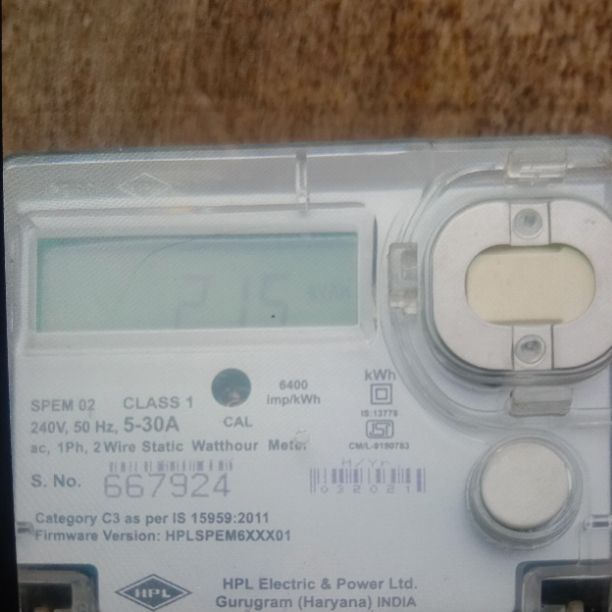 kWh
6400
imp/kWh
SPEM 02 CLASS 1
CAL
IS:13779
240V, 50 Hz, 5-30A
ac, 1Ph, 2 Wire Static Watthour Meter
CM/L-9190783
S. No. 667924
M/Yr
032021
Category C3 as per IS 15959:2011
Firmware Version: HPLSPEM6XXX01
HPL
HPL Electric & Power Ltd.
Gurugram (Haryana) INDIA